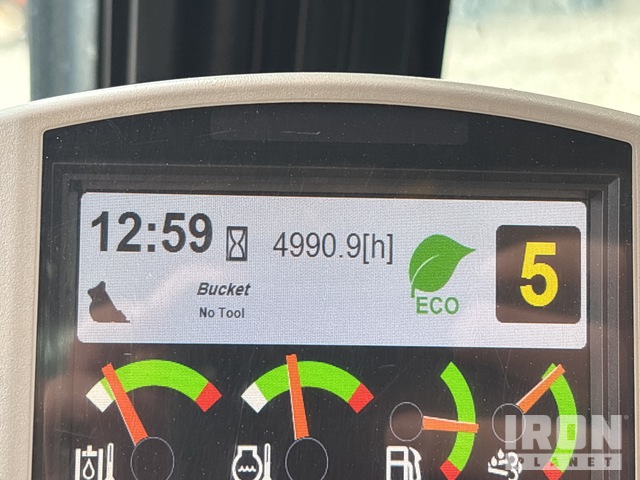 12:59 4990.9[h]
ECO
5
Bucket
No Tool
IRON
PLANET